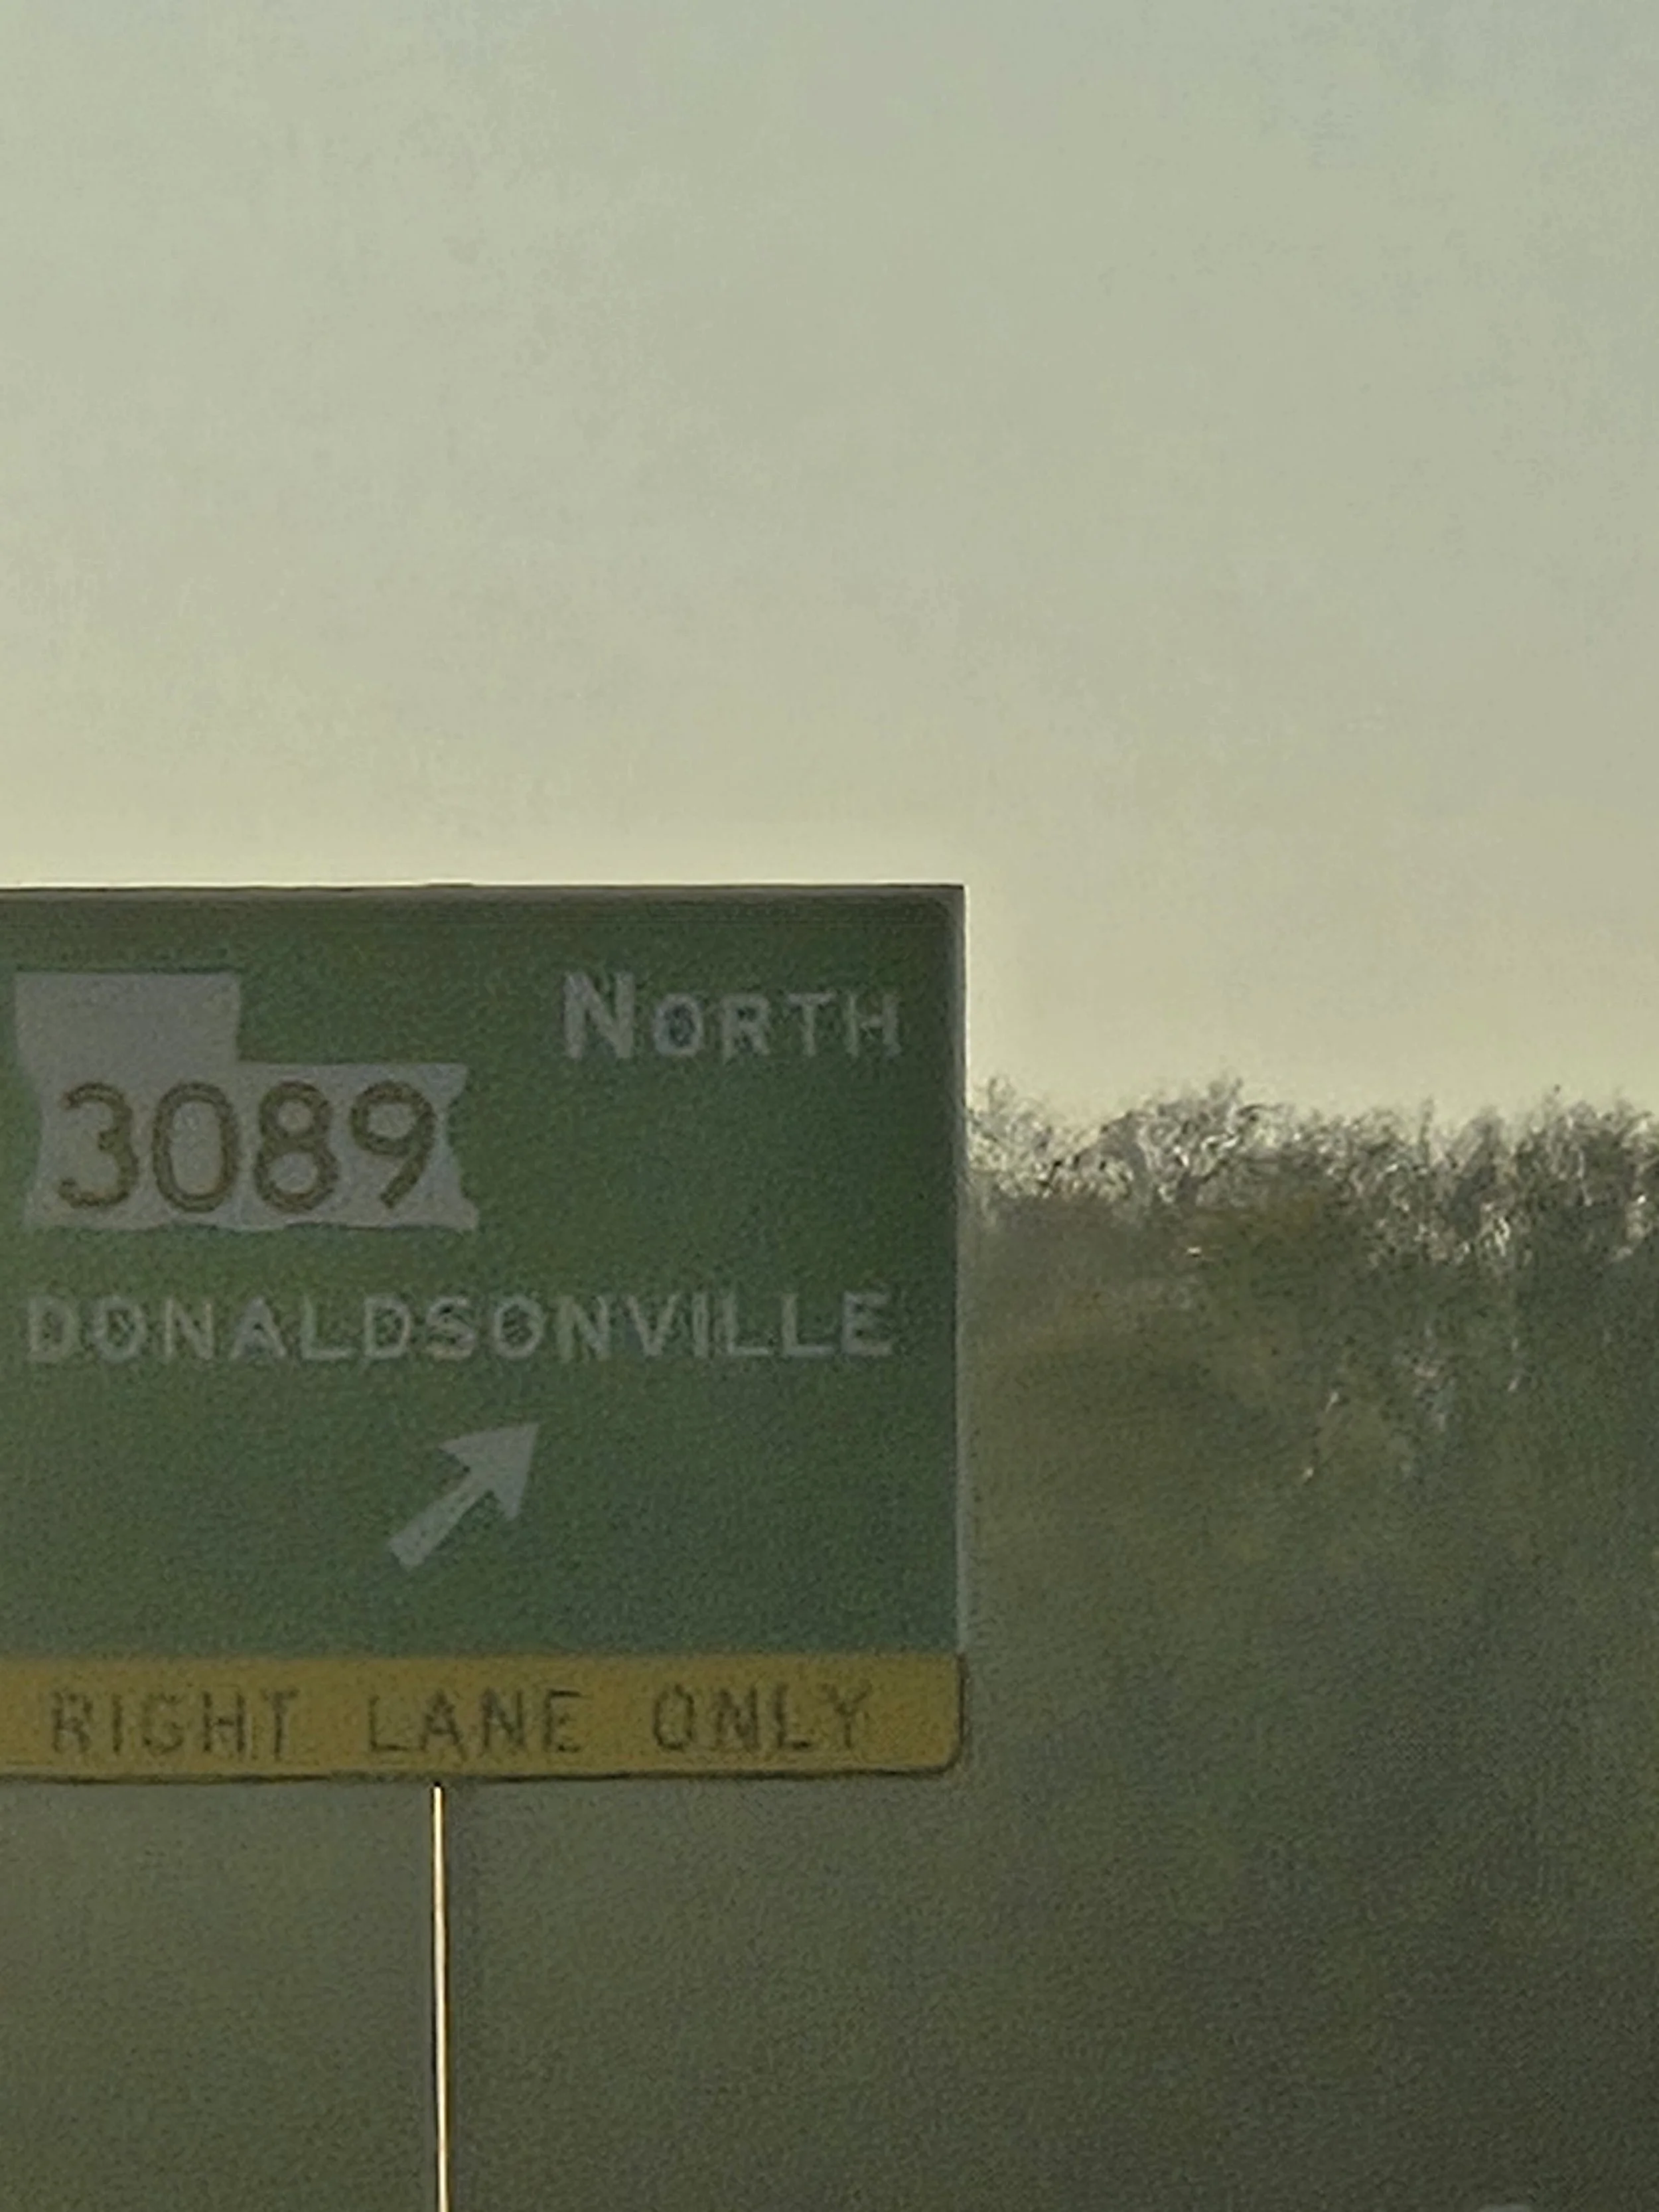 NORTH
3089
DONALDSONVILLE
RIGHT LANE ONLY